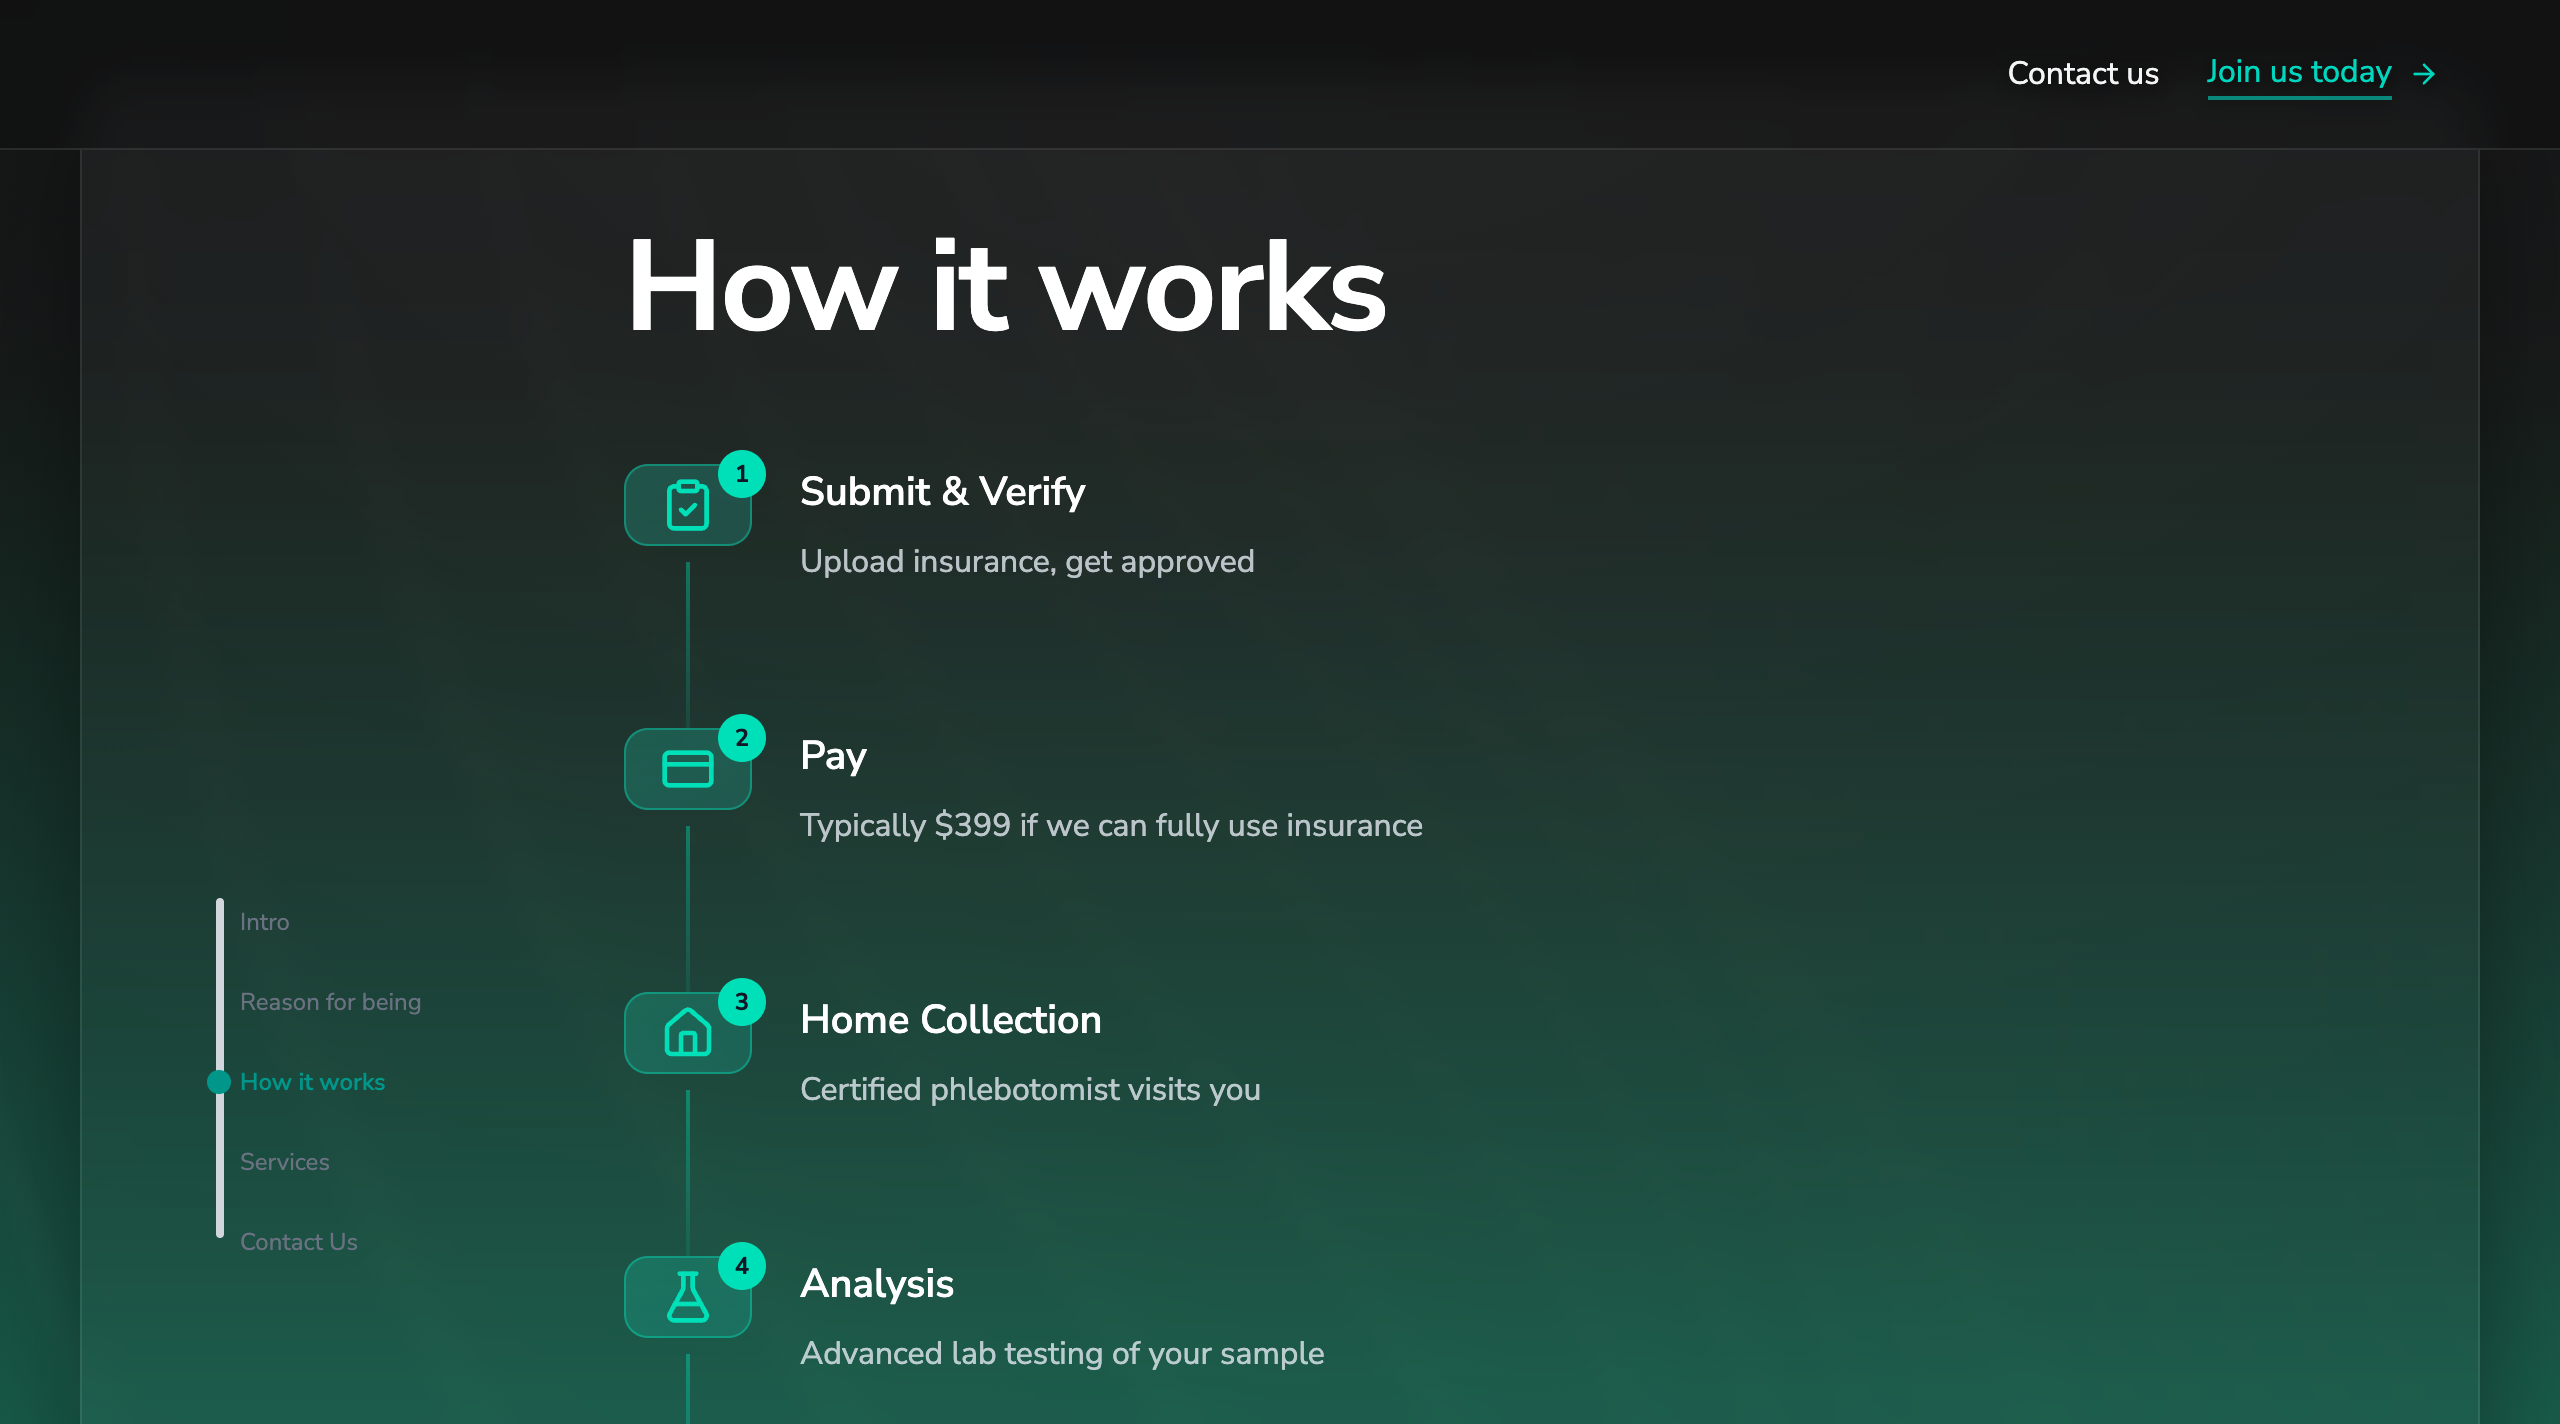 Contact us
Join us today
How it works
1
Submit & Verify
Upload insurance, get approved
2
Pay
Typically $399 if we can fully use insurance
3
Home Collection
Certified phlebotomist visits you
4
Analysis
Advanced lab testing of your sample
Intro
Reason for being
How it works
Services
Contact Us